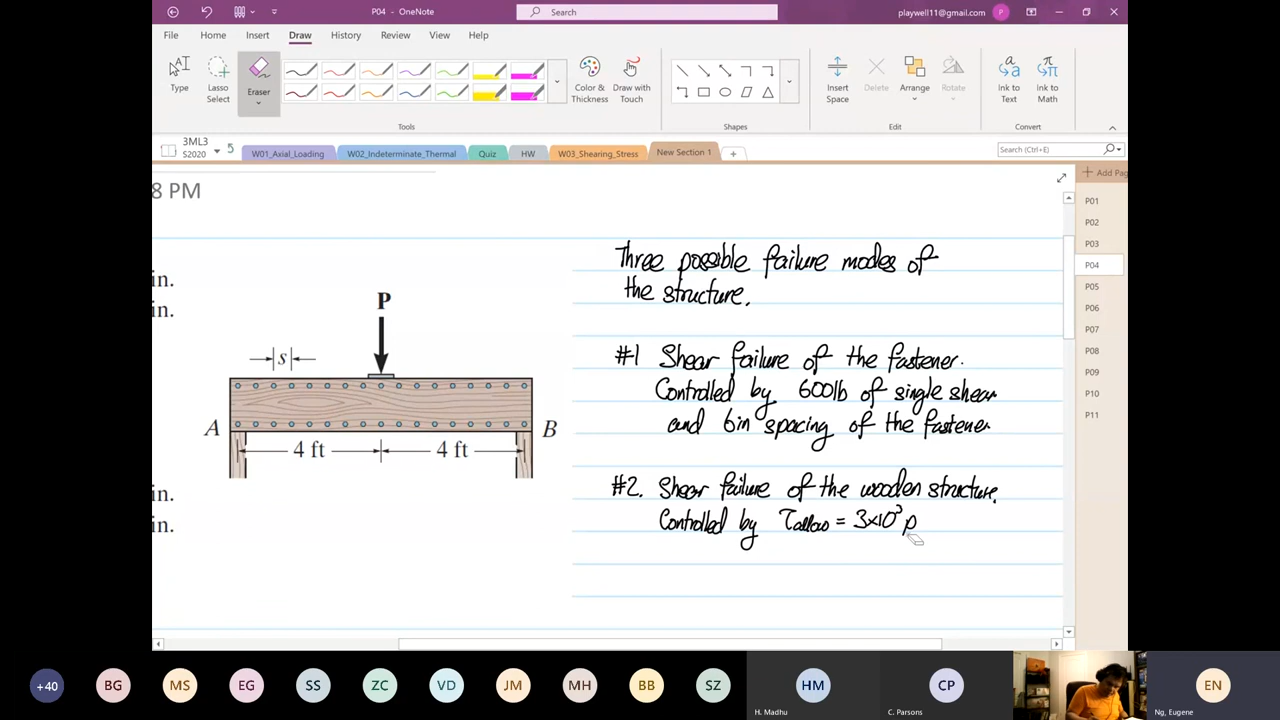 P04 - OneNote
Search
playwell11@gmail.com
P
File Home Insert Draw History Review View Help
Type
Lasso Select
Eraser
Color & Thickness
Draw with Touch
Insert Space
Delete
Arrange
Rotate
Ink to Text
Ink to Math
Tools
Shapes
Edit
Convert
3ML3 S2020
W01_Axial_Loading
W02_Indeterminate_Thermal
Quiz
HW
W03_Shearing_Stress
New Section 1
Search (Ctrl+E)
Add Pag
P01
P02
P03
P04
P05
P06
P07
P08
P09
P10
P11
8 PM
in.
in.
P
s
A
B
4 ft
4 ft
in.
in.
Three possible failure modes of
the structure.
#1 Shear failure of the fastener.
Controlled by 600lb of single shear
and 6in spacing of the fastener
#2. Shear failure of the wooden structure.
Controlled by τallow = 3×10³ p
+40
BG
MS
EG
SS
ZC
VD
JM
MH
BB
SZ
HM
H. Madhu
CP
C. Parsons
EN
Ng, Eugene